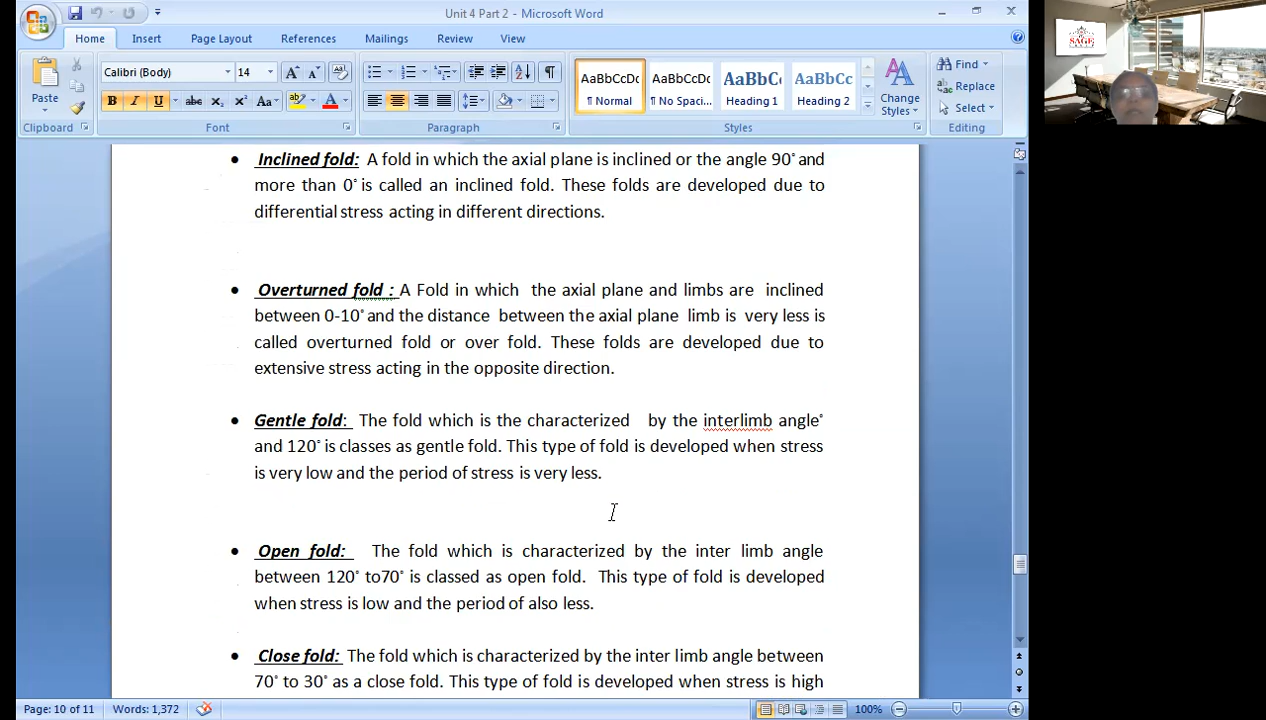 Unit 4 Part 2 - Microsoft Word
Home Insert Page Layout References Mailings Review View
Calibri (Body) 14
Paste
B I U abc x₂ x² Aa A
AaBbCcDc AaBbCcDc AaBbC AaBbCc
¶ Normal ¶ No Spaci... Heading 1 Heading 2
Change
Styles
Find
Replace
Select
Clipboard Font Paragraph Styles Editing
SAGE
• Inclined fold: A fold in which the axial plane is inclined or the angle 90° and
more than 0° is called an inclined fold. These folds are developed due to
differential stress acting in different directions.
• Overturned fold : A Fold in which the axial plane and limbs are inclined
between 0-10° and the distance between the axial plane limb is very less is
called overturned fold or over fold. These folds are developed due to
extensive stress acting in the opposite direction.
• Gentle fold: The fold which is the characterized by the interlimb angle°
and 120° is classes as gentle fold. This type of fold is developed when stress
is very low and the period of stress is very less.
• Open fold: The fold which is characterized by the inter limb angle
between 120° to70° is classed as open fold. This type of fold is developed
when stress is low and the period of also less.
• Close fold: The fold which is characterized by the inter limb angle between
70° to 30° as a close fold. This type of fold is developed when stress is high
Page: 10 of 11 Words: 1,372 100%